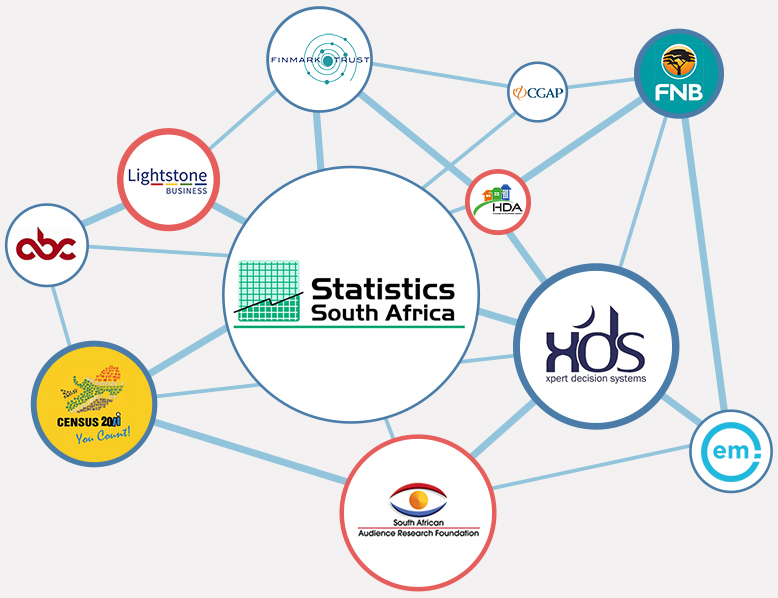 FINMARK TRUST
CGAP
FNB
Lightstone
BUSINESS
HDA
abc
Statistics
South Africa
xds
xpert decision systems
CENSUS 2011
You Count!
em
South African
Audience Research Foundation